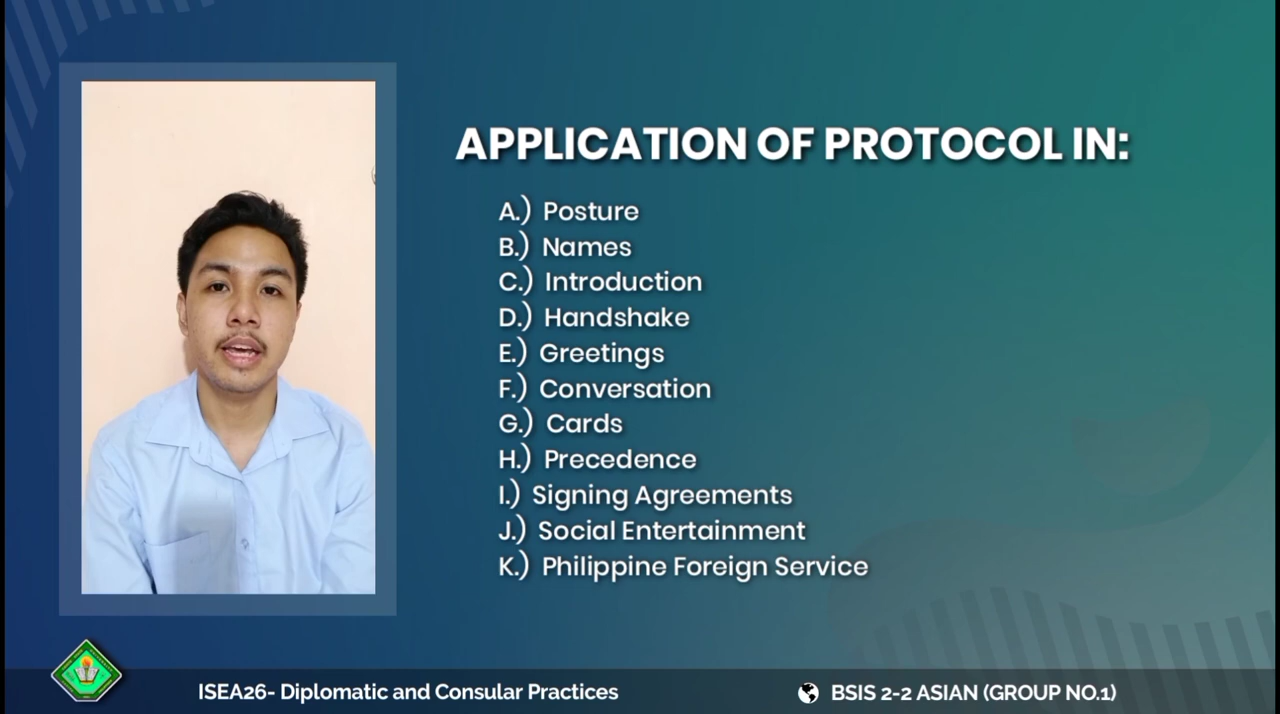 APPLICATION OF PROTOCOL IN:
A.) Posture
B.) Names
C.) Introduction
D.) Handshake
E.) Greetings
F.) Conversation
G.) Cards
H.) Precedence
I.) Signing Agreements
J.) Social Entertainment
K.) Philippine Foreign Service
ISEA26- Diplomatic and Consular Practices
BSIS 2-2 ASIAN (GROUP NO.1)